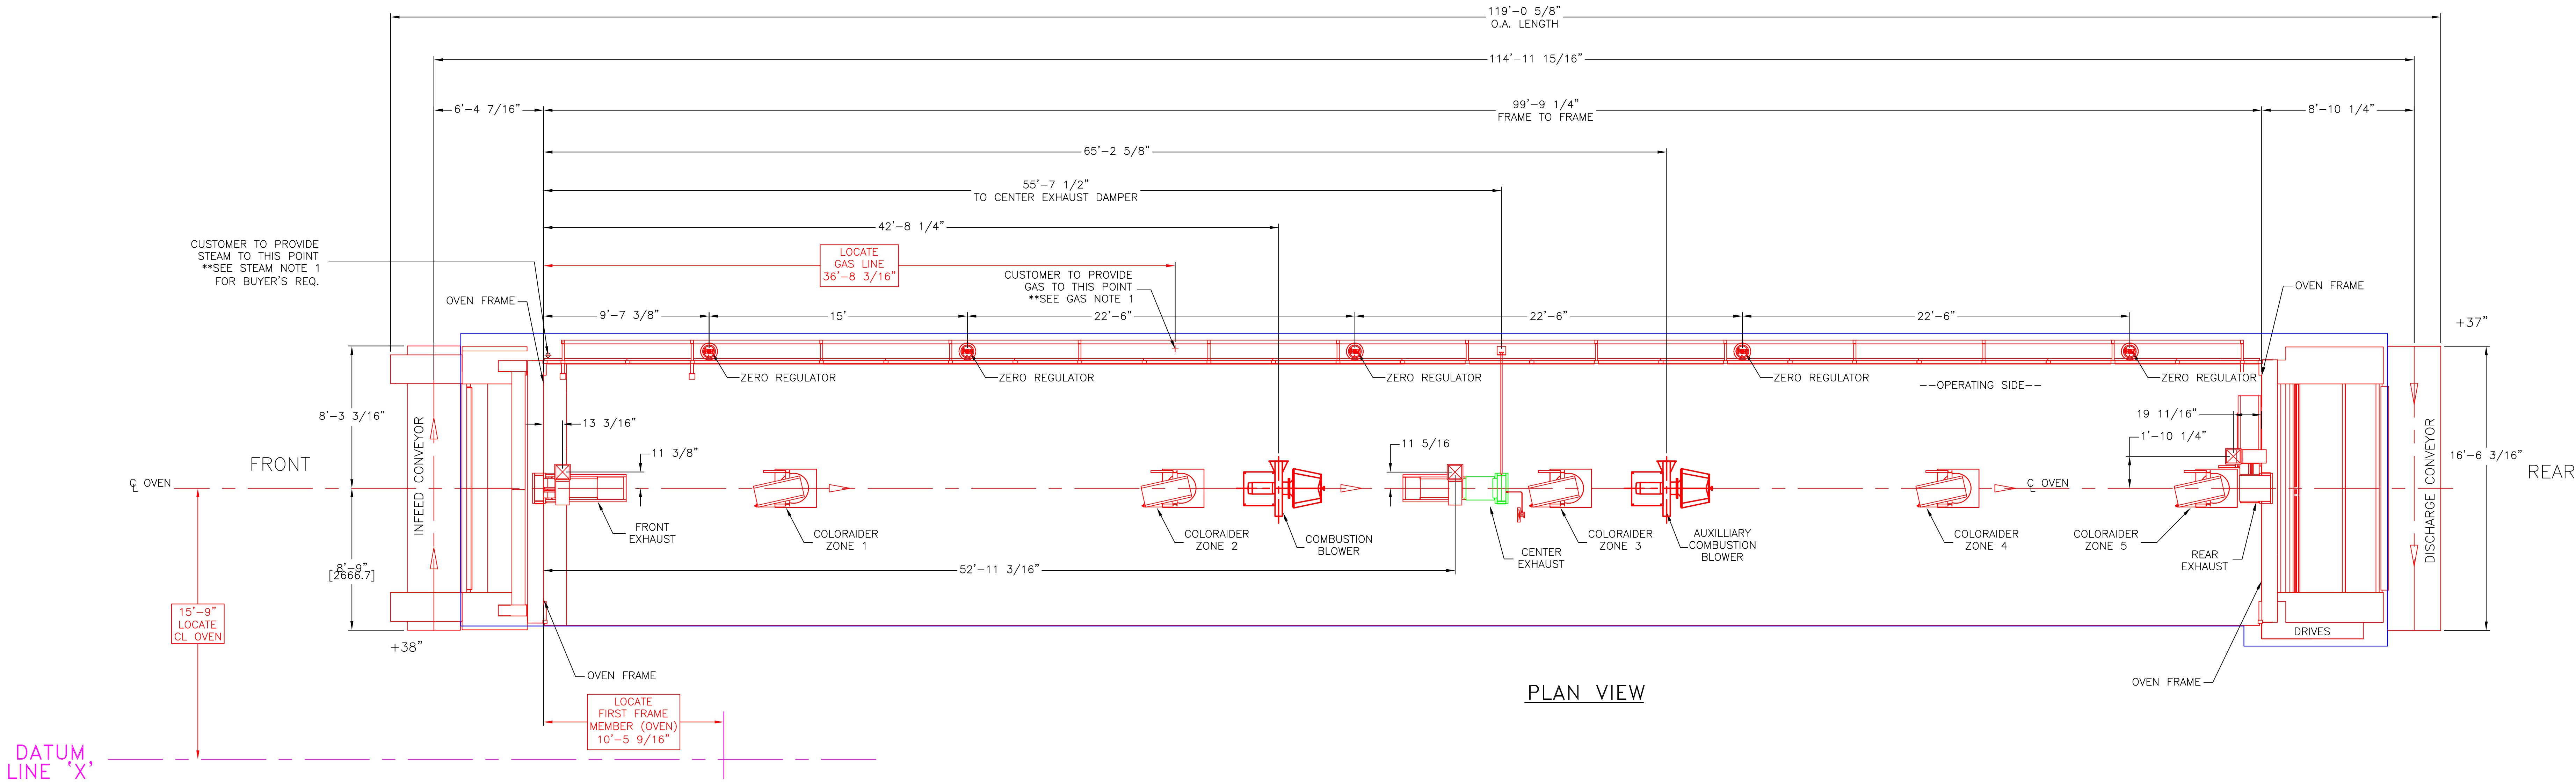 119'-0 5/8"
O.A. LENGTH
114'-11 15/16"
6'-4 7/16"
99'-9 1/4"
FRAME TO FRAME
8'-10 1/4"
65'-2 5/8"
55'-7 1/2"
TO CENTER EXHAUST DAMPER
42'-8 1/4"
CUSTOMER TO PROVIDE
STEAM TO THIS POINT
**SEE STEAM NOTE 1
FOR BUYER'S REQ.
LOCATE
GAS LINE
36'-8 3/16"
CUSTOMER TO PROVIDE
GAS TO THIS POINT
**SEE GAS NOTE 1
OVEN FRAME
OVEN FRAME
9'-7 3/8"
15'
22'-6"
22'-6"
22'-6"
+37"
ZERO REGULATOR
ZERO REGULATOR
ZERO REGULATOR
ZERO REGULATOR
ZERO REGULATOR
--OPERATING SIDE--
8'-3 3/16"
INFEED CONVEYOR
13 3/16"
11 3/8"
11 5/16
19 11/16"
1'-10 1/4"
DISCHARGE CONVEYOR
16'-6 3/16"
FRONT
REAR
℄ OVEN
℄ OVEN
FRONT
EXHAUST
COLORAIDER
ZONE 1
COLORAIDER
ZONE 2
COMBUSTION
BLOWER
CENTER
EXHAUST
COLORAIDER
ZONE 3
AUXILLIARY
COMBUSTION
BLOWER
COLORAIDER
ZONE 4
COLORAIDER
ZONE 5
REAR
EXHAUST
8'-9"
[2666.7]
52'-11 3/16"
15'-9"
LOCATE
CL OVEN
+38"
DRIVES
OVEN FRAME
OVEN FRAME
LOCATE
FIRST FRAME
MEMBER (OVEN)
10'-5 9/16"
PLAN VIEW
DATUM
LINE 'X'